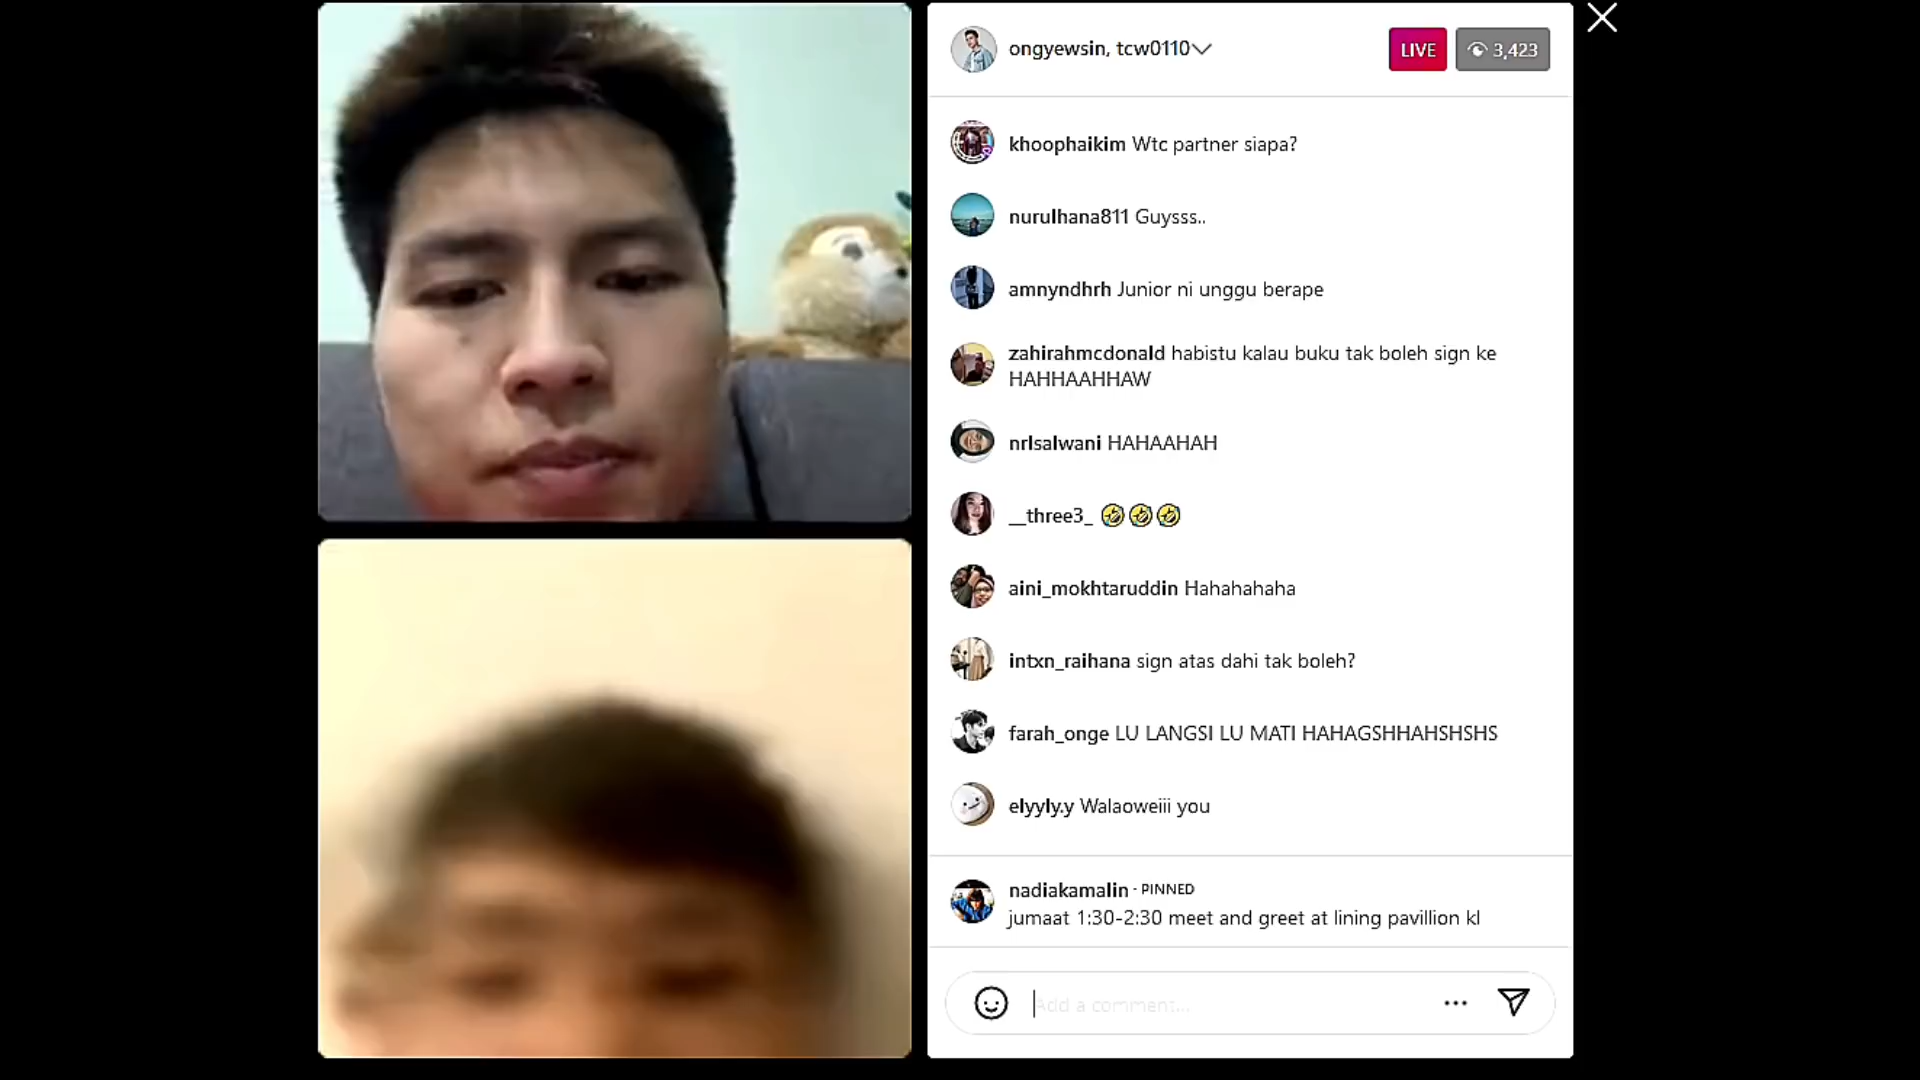 ongyewsin, tcw0110
LIVE
3,423
khoophaikim Wtc partner siapa?
nurulhana811 Guysss..
amnyndhrh Junior ni unggu berape
zahirahmcdonald habistu kalau buku tak boleh sign ke
HAHHAAHHAW
nrlsalwani HAHAAHAH
__three3_ 🤣🤣🤣
aini_mokhtaruddin Hahahahaha
intxn_raihana sign atas dahi tak boleh?
farah_onge LU LANGSI LU MATI HAHAGSHHAHSHSHS
elyyly.y Walaoweiii you
nadiakamalin · PINNED
jumaat 1:30-2:30 meet and greet at lining pavillion kl
Add a comment...